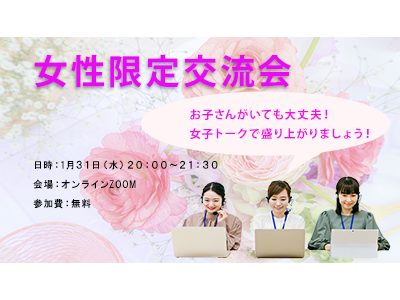 女性限定交流会
お子さんがいても大丈夫！
女子トークで盛り上がりましょう！
日時：1月31日（水）20：00～21：30
会場：オンラインZOOM
参加費：無料